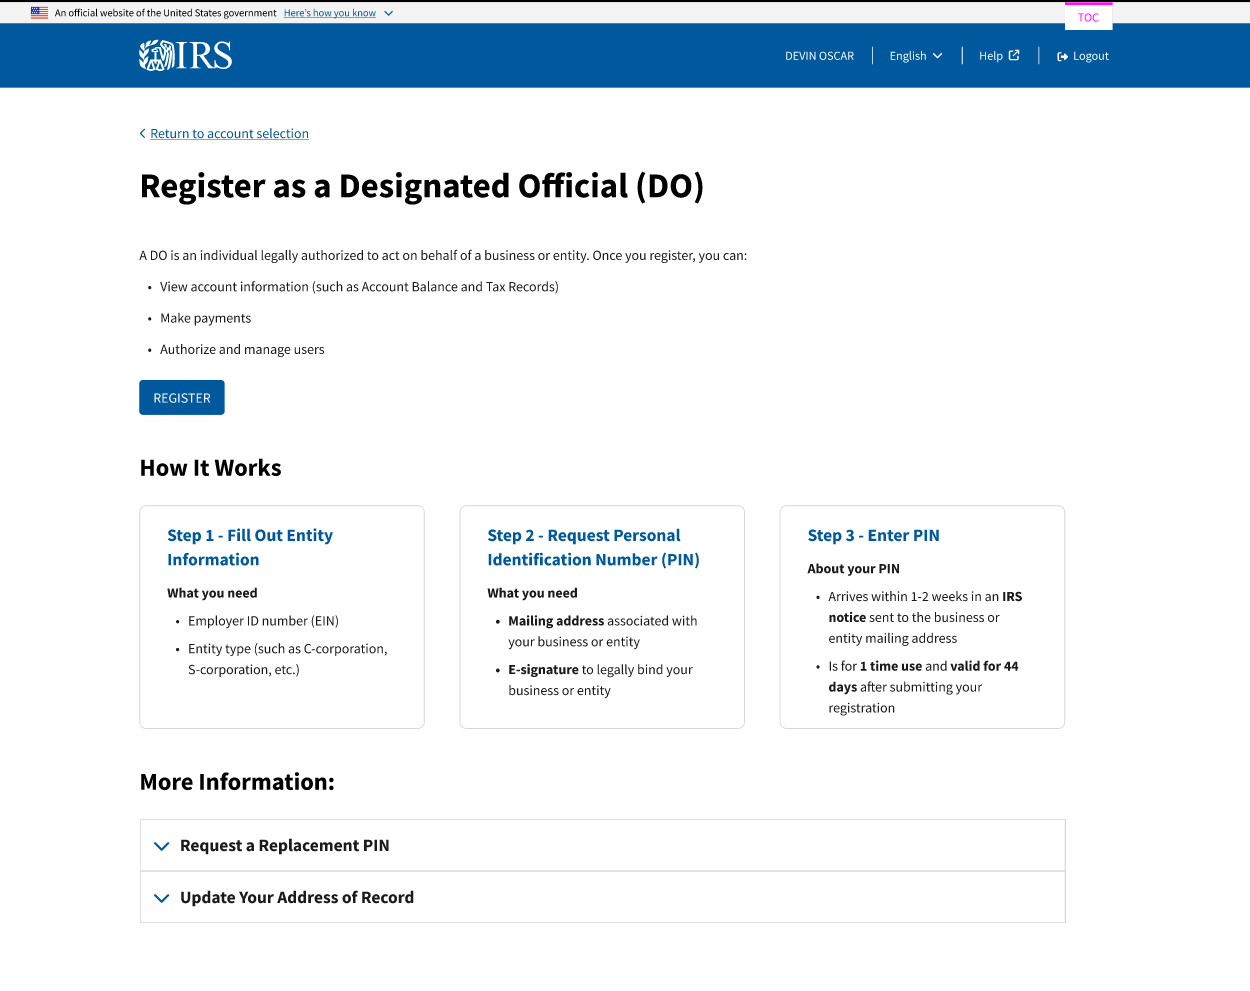 An official website of the United States government Here's how you know
TOC
IRS
DEVIN OSCAR English Help Logout
Return to account selection
Register as a Designated Official (DO)
A DO is an individual legally authorized to act on behalf of a business or entity. Once you register, you can:
• View account information (such as Account Balance and Tax Records)
• Make payments
• Authorize and manage users
REGISTER
How It Works
Step 1 - Fill Out Entity
Information
What you need
• Employer ID number (EIN)
• Entity type (such as C-corporation,
S-corporation, etc.)
Step 2 - Request Personal
Identification Number (PIN)
What you need
• Mailing address associated with
your business or entity
• E-signature to legally bind your
business or entity
Step 3 - Enter PIN
About your PIN
• Arrives within 1-2 weeks in an IRS
notice sent to the business or
entity mailing address
• Is for 1 time use and valid for 44
days after submitting your
registration
More Information:
Request a Replacement PIN
Update Your Address of Record